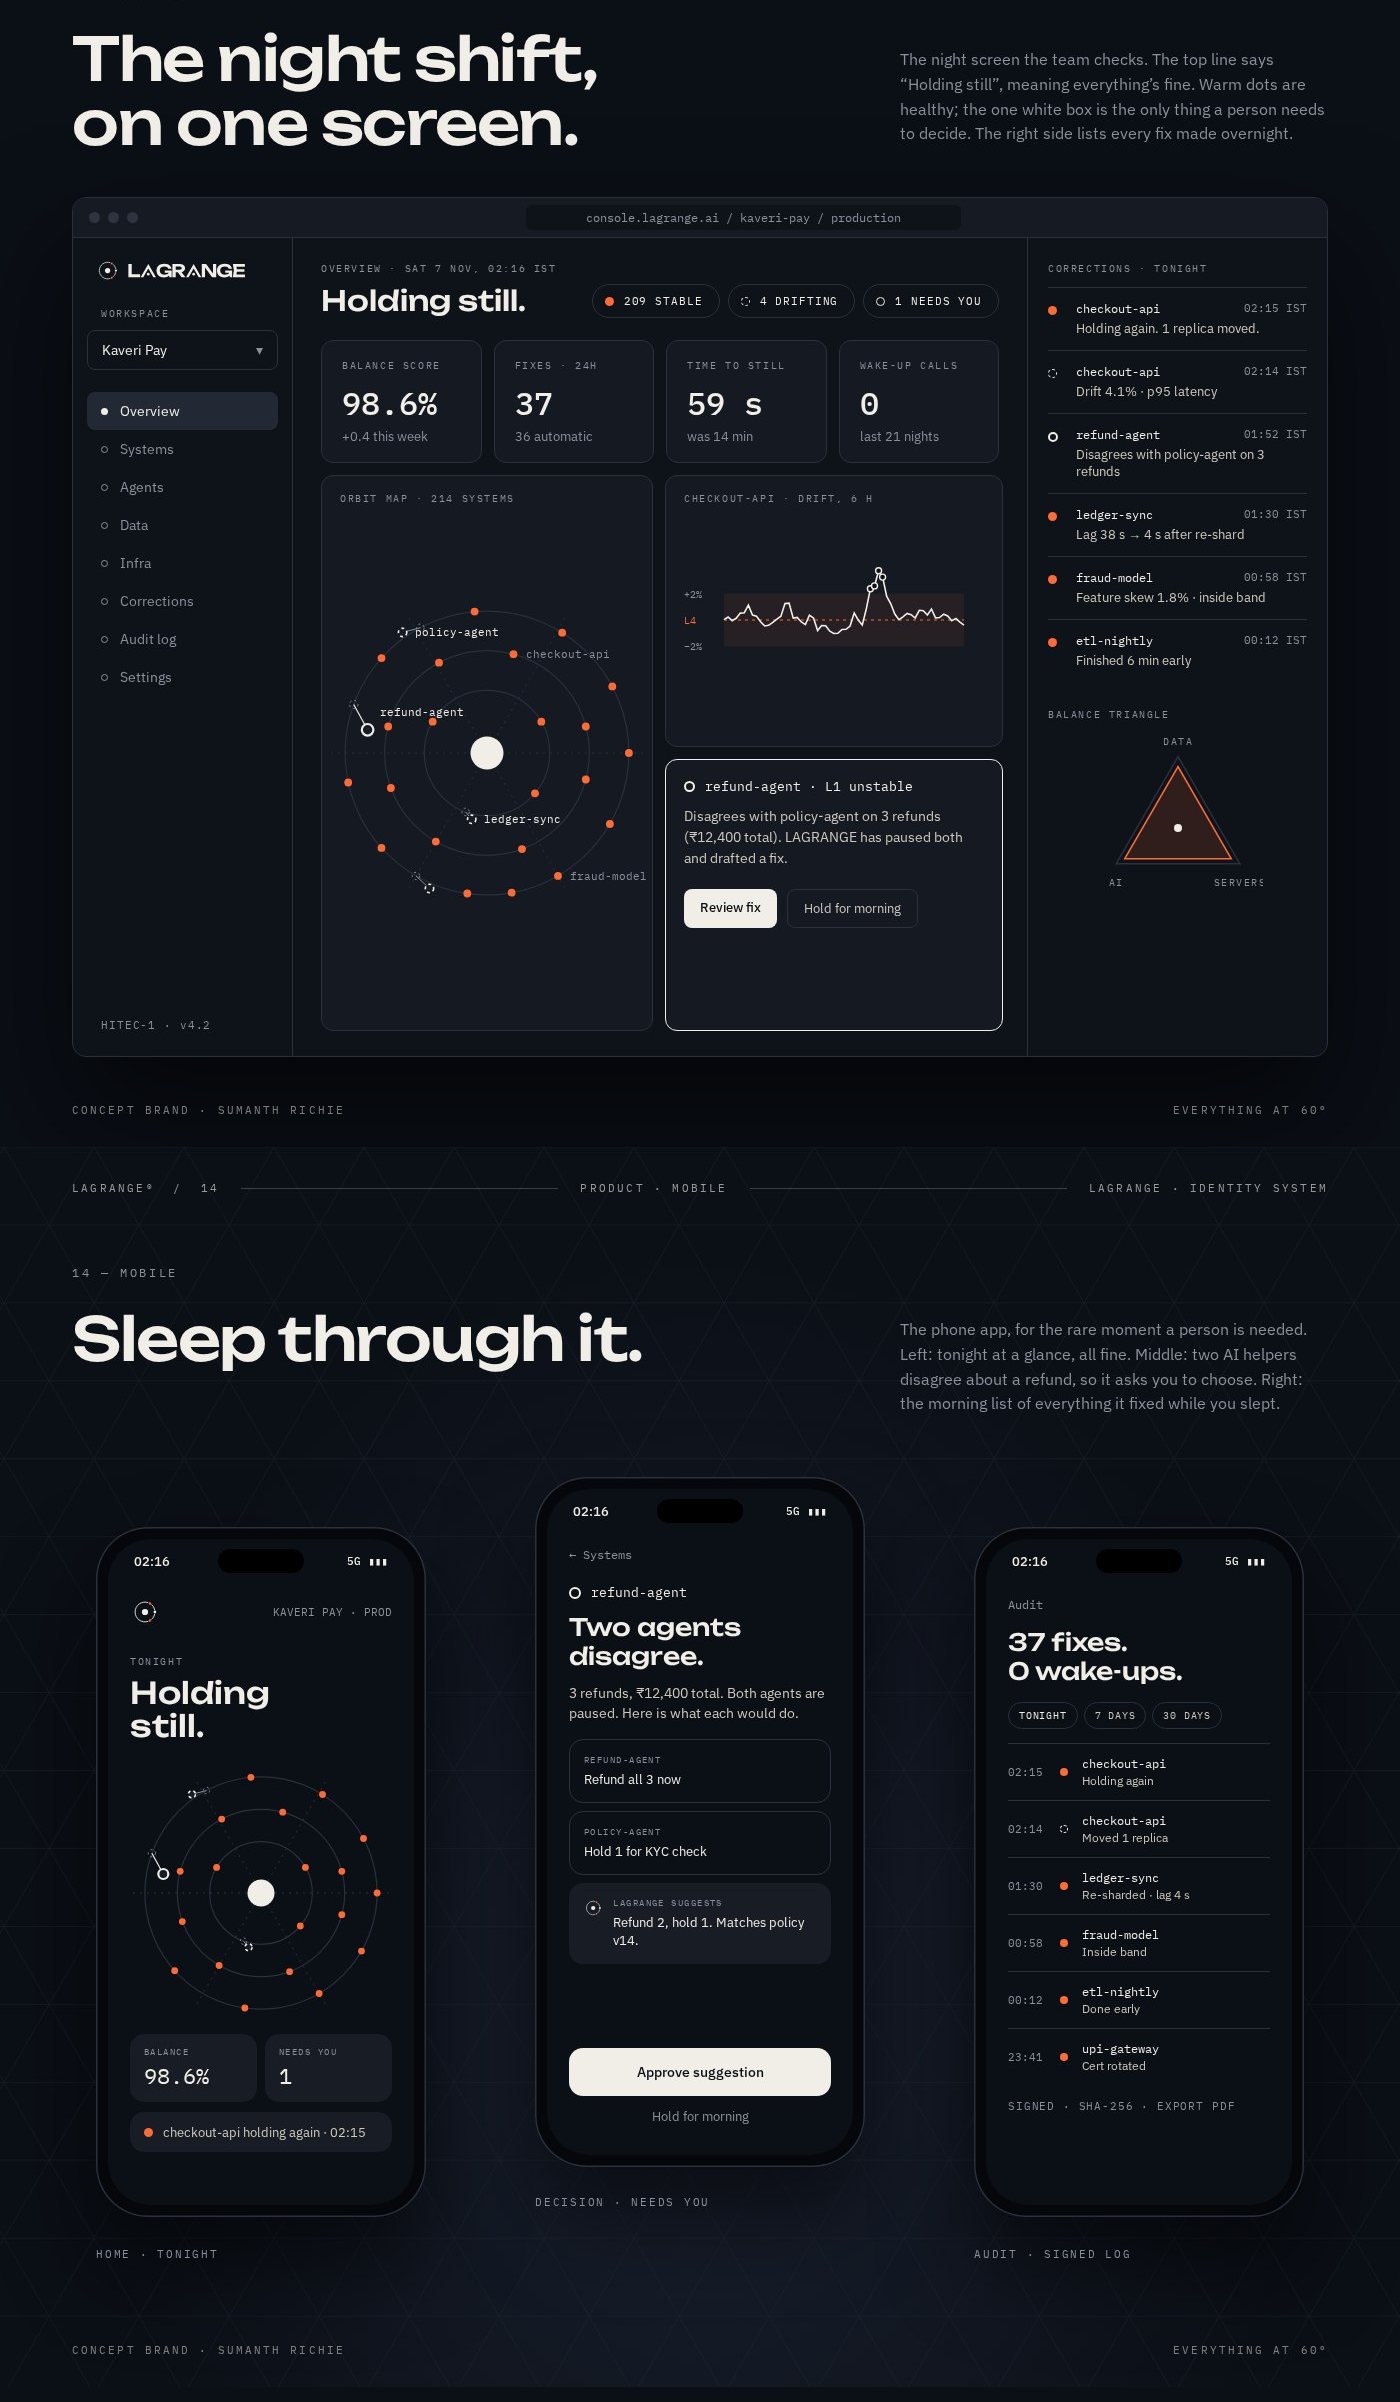 The night shift,
on one screen.
The night screen the team checks. The top line says
“Holding still”, meaning everything’s fine. Warm dots are
healthy; the one white box is the only thing a person needs
to decide. The right side lists every fix made overnight.
console.lagrange.ai / kaveri-pay / production
LAGRANGE
WORKSPACE
Kaveri Pay ▾
Overview
Systems
Agents
Data
Infra
Corrections
Audit log
Settings
HITEC-1 · v4.2
OVERVIEW · SAT 7 NOV, 02:16 IST
Holding still.
209 STABLE
4 DRIFTING
1 NEEDS YOU
BALANCE SCORE
98.6%
+0.4 this week
FIXES · 24H
37
36 automatic
TIME TO STILL
59 s
was 14 min
WAKE-UP CALLS
0
last 21 nights
ORBIT MAP · 214 SYSTEMS
policy-agent
checkout-api
refund-agent
ledger-sync
fraud-model
CHECKOUT-API · DRIFT, 6 H
+2%
L4
−2%
refund-agent · L1 unstable
Disagrees with policy-agent on 3 refunds
(₹12,400 total). LAGRANGE has paused both
and drafted a fix.
Review fix
Hold for morning
CORRECTIONS · TONIGHT
checkout-api 02:15 IST
Holding again. 1 replica moved.
checkout-api 02:14 IST
Drift 4.1% · p95 latency
refund-agent 01:52 IST
Disagrees with policy-agent on 3
refunds
ledger-sync 01:30 IST
Lag 38 s → 4 s after re-shard
fraud-model 00:58 IST
Feature skew 1.8% · inside band
etl-nightly 00:12 IST
Finished 6 min early
BALANCE TRIANGLE
DATA
AI
SERVERS
CONCEPT BRAND · SUMANTH RICHIE
EVERYTHING AT 60°
LAGRANGE° / 14
PRODUCT · MOBILE
LAGRANGE · IDENTITY SYSTEM
14 — MOBILE
Sleep through it.
The phone app, for the rare moment a person is needed.
Left: tonight at a glance, all fine. Middle: two AI helpers
disagree about a refund, so it asks you to choose. Right:
the morning list of everything it fixed while you slept.
02:16 5G
KAVERI PAY · PROD
TONIGHT
Holding
still.
BALANCE
98.6%
NEEDS YOU
1
checkout-api holding again · 02:15
HOME · TONIGHT
02:16 5G
← Systems
refund-agent
Two agents
disagree.
3 refunds, ₹12,400 total. Both agents are
paused. Here is what each would do.
REFUND-AGENT
Refund all 3 now
POLICY-AGENT
Hold 1 for KYC check
LAGRANGE SUGGESTS
Refund 2, hold 1. Matches policy
v14.
Approve suggestion
Hold for morning
DECISION · NEEDS YOU
02:16 5G
Audit
37 fixes.
0 wake-ups.
TONIGHT
7 DAYS
30 DAYS
02:15 checkout-api
Holding again
02:14 checkout-api
Moved 1 replica
01:30 ledger-sync
Re-sharded · lag 4 s
00:58 fraud-model
Inside band
00:12 etl-nightly
Done early
23:41 upi-gateway
Cert rotated
SIGNED · SHA-256 · EXPORT PDF
AUDIT · SIGNED LOG
CONCEPT BRAND · SUMANTH RICHIE
EVERYTHING AT 60°